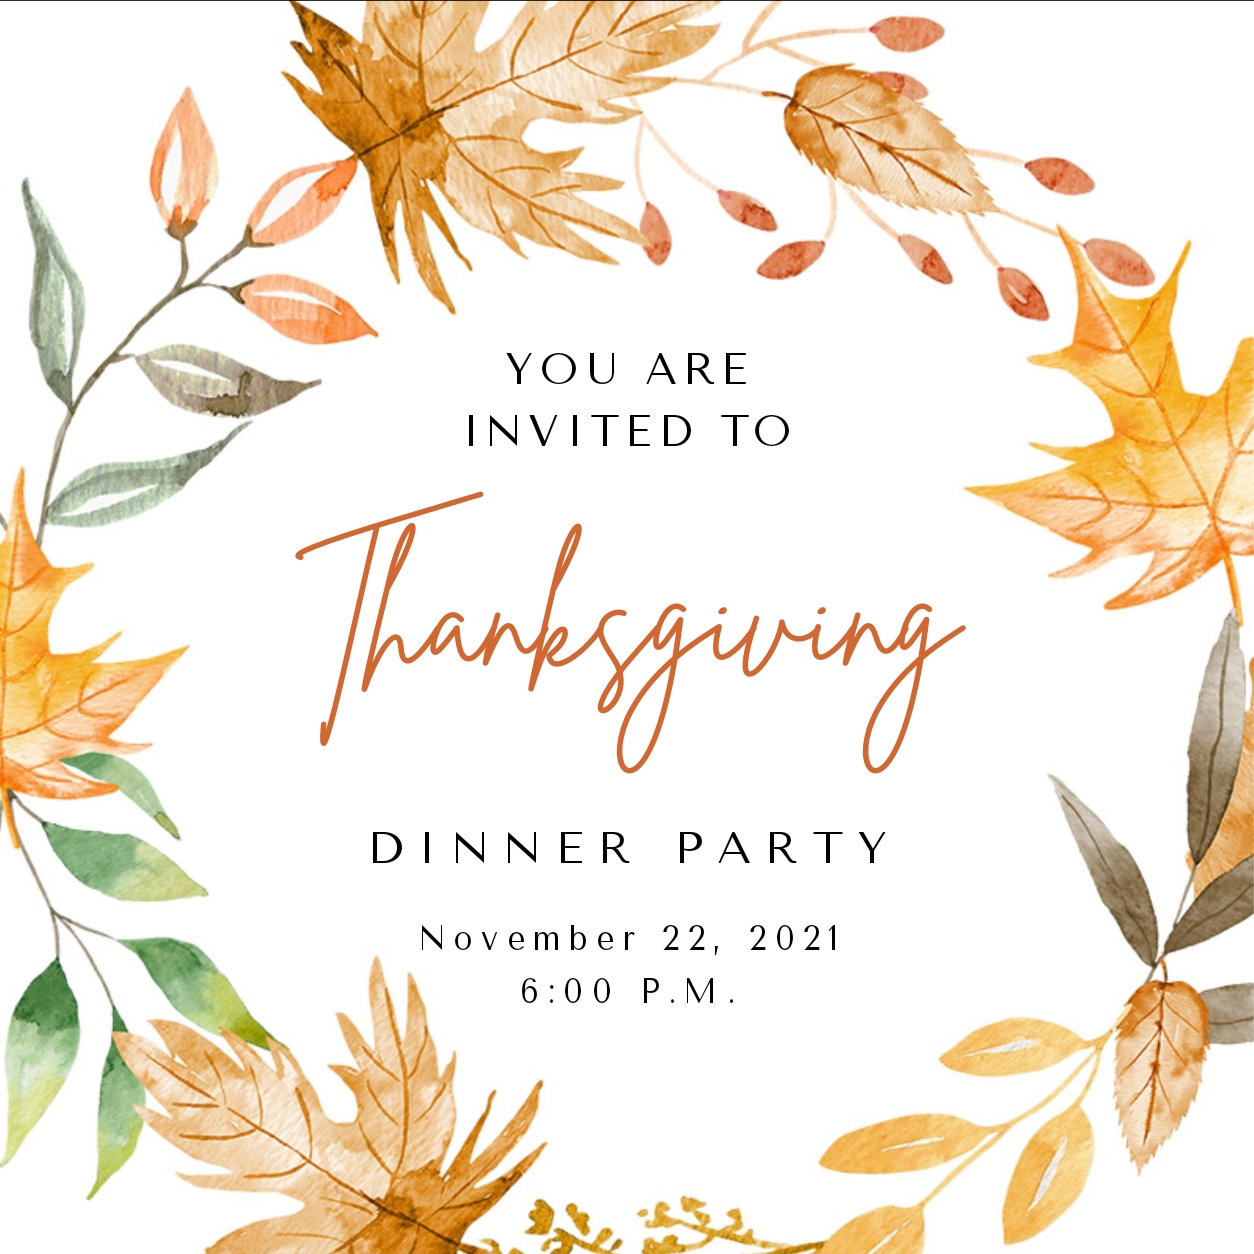 YOU ARE
INVITED TO
Thanksgiving
DINNER PARTY
November 22, 2021
6:00 P.M.